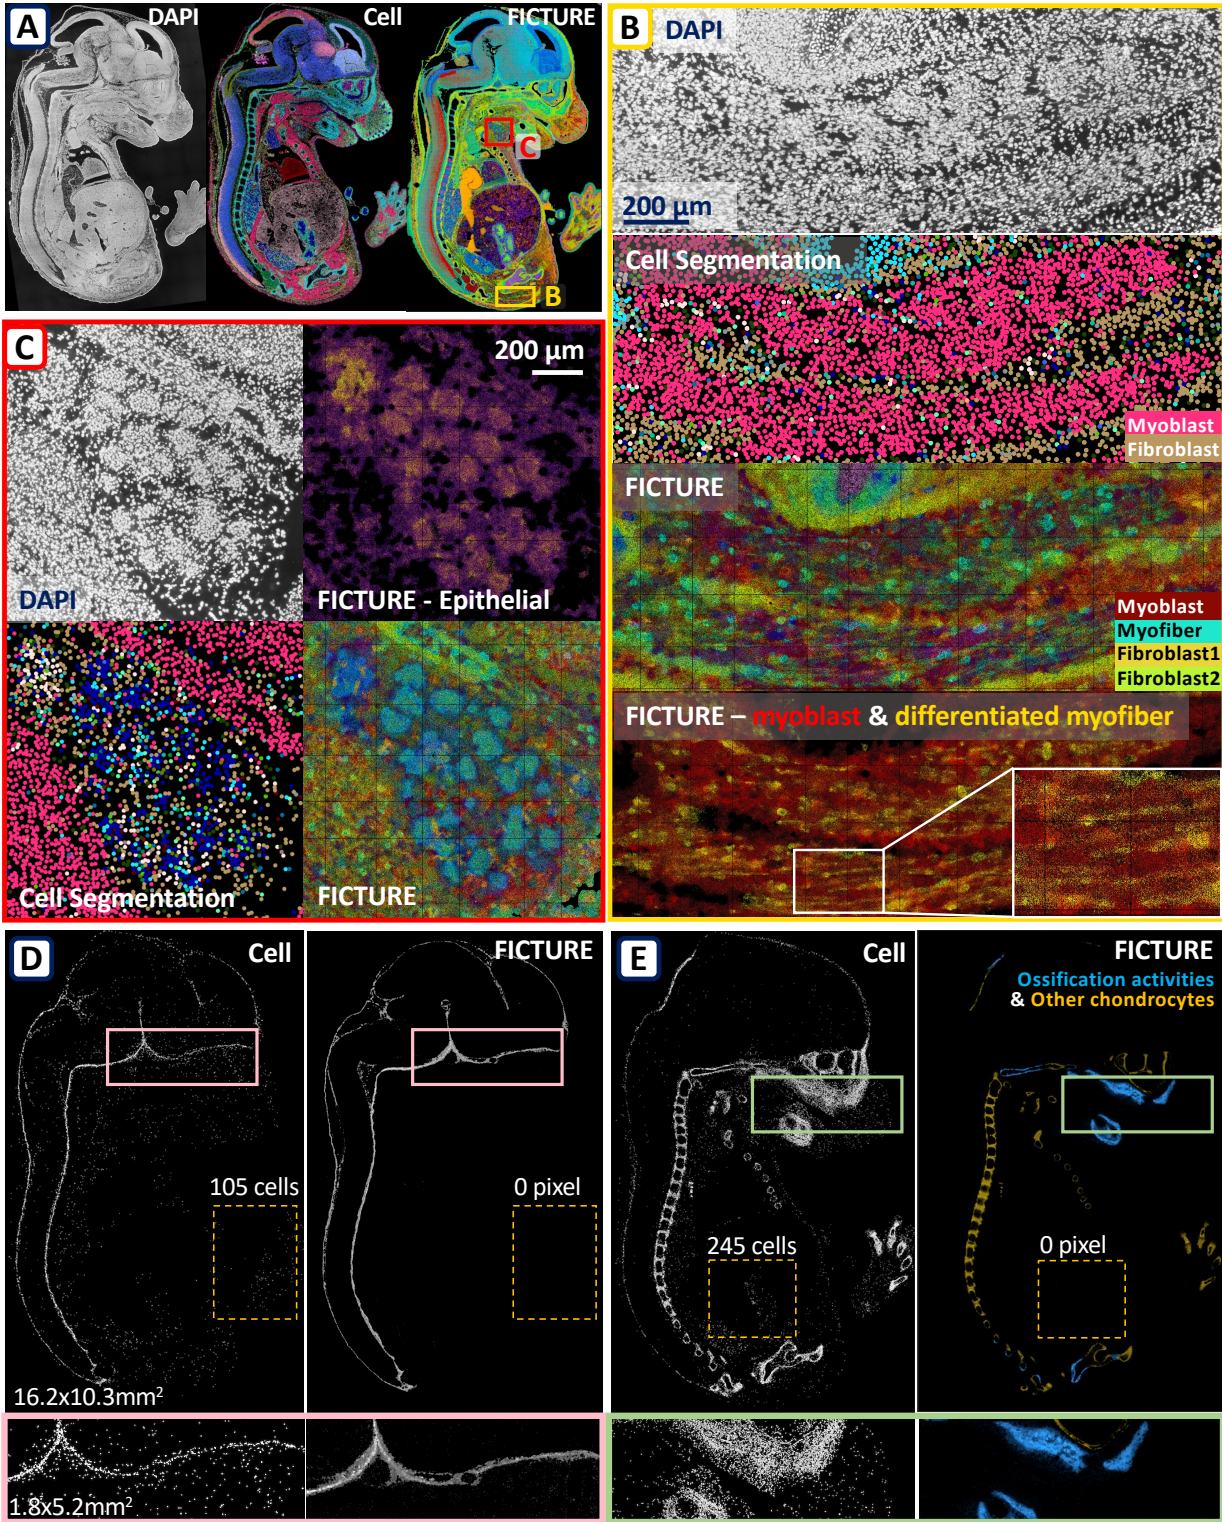 A
DAPI
Cell
FICTURE
C
B
B
DAPI
200 µm
Cell Segmentation
Myoblast
Fibroblast
FICTURE
Myoblast
Myofiber
Fibroblast1
Fibroblast2
FICTURE – myoblast & differentiated myofiber
C
200 µm
DAPI
FICTURE - Epithelial
Cell Segmentation
FICTURE
D
Cell
FICTURE
105 cells
0 pixel
16.2x10.3mm²
1.8x5.2mm²
E
Cell
FICTURE
Ossification activities
& Other chondrocytes
245 cells
0 pixel